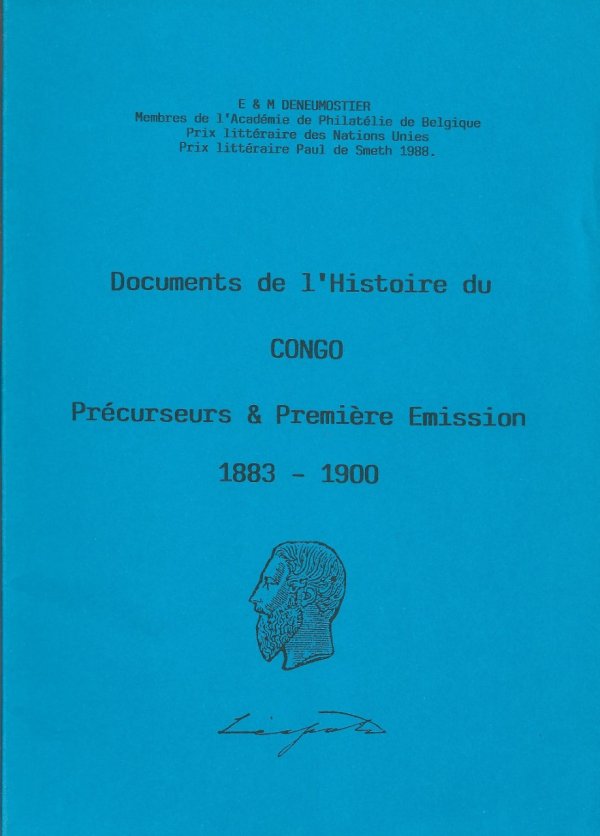 E & M DENEUMOSTIER
Membres de l'Académie de Philatélie de Belgique
Prix littéraire des Nations Unies
Prix littéraire Paul de Smeth 1988.
Documents de l'Histoire du
CONGO
Précurseurs & Première Emission
1883 - 1900
Léopold